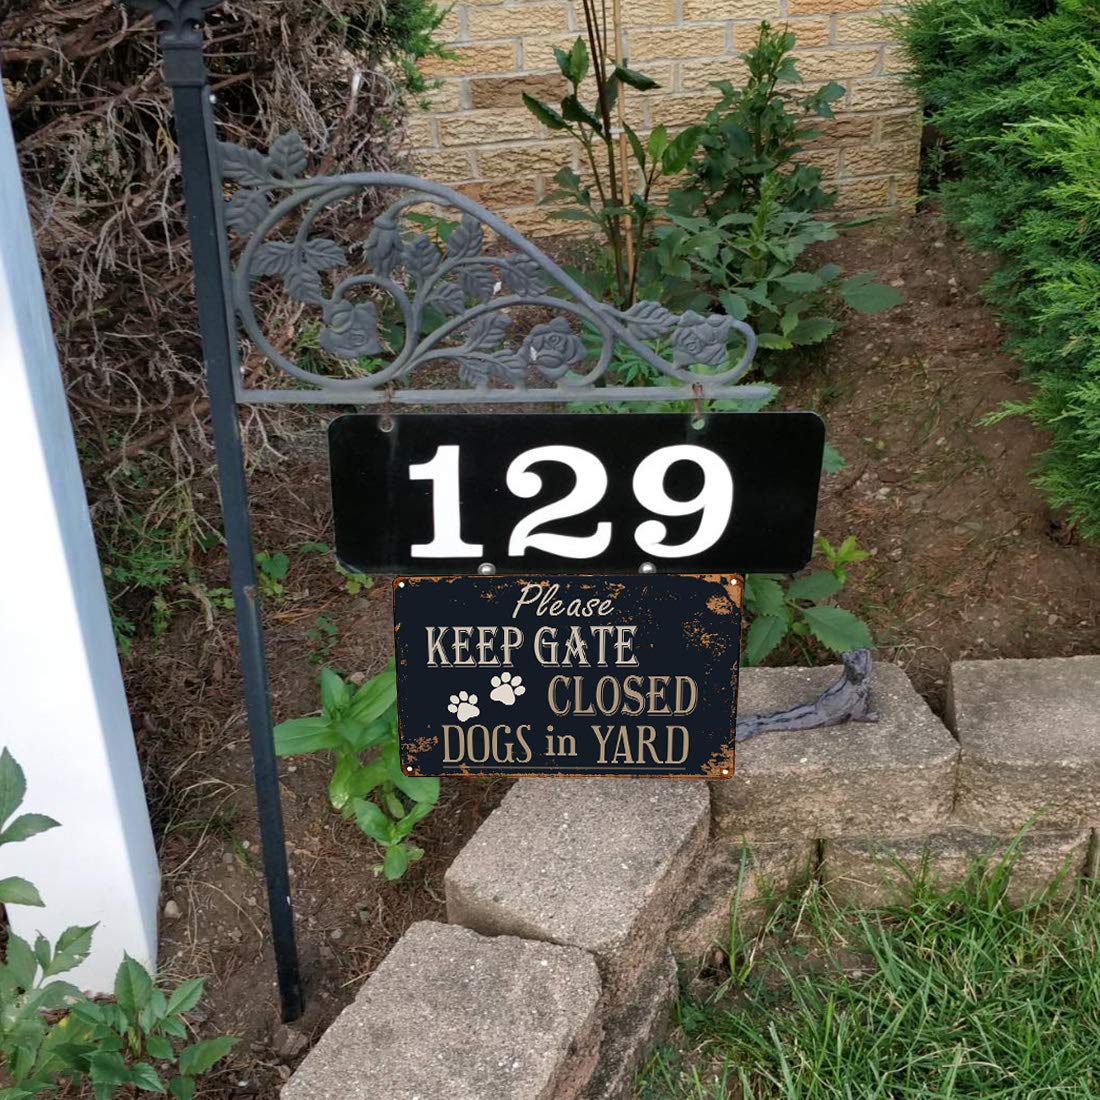 129
Please
KEEP GATE
CLOSED
DOGS in YARD